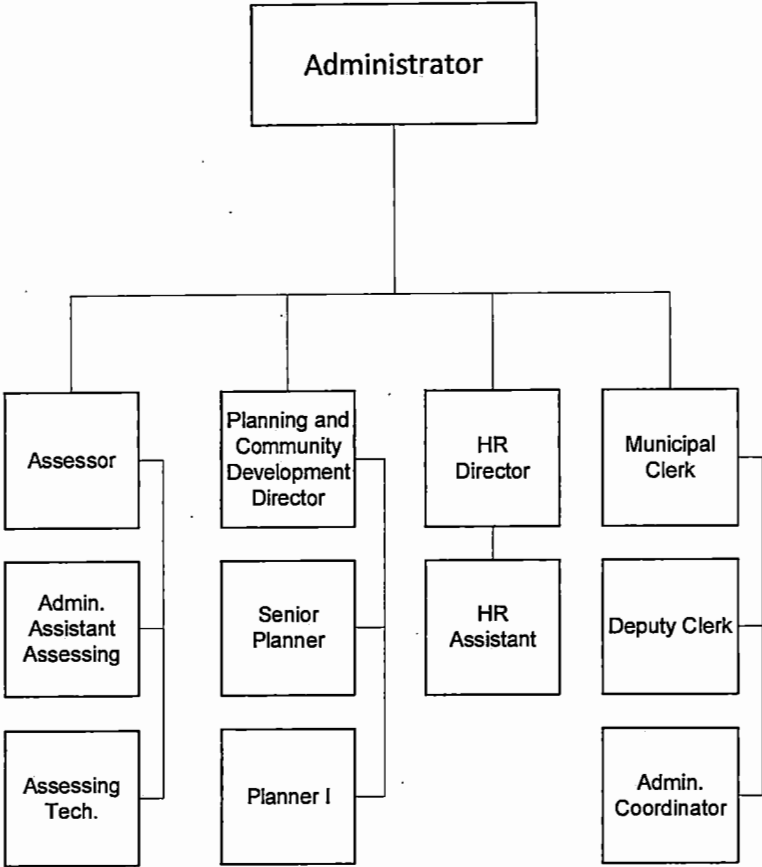 Administrator
Assessor
Planning and
Community
Development
Director
HR
Director
Municipal
Clerk
Admin.
Assistant
Assessing
Senior
Planner
HR
Assistant
Deputy Clerk
Assessing
Tech.
Planner I
Admin.
Coordinator